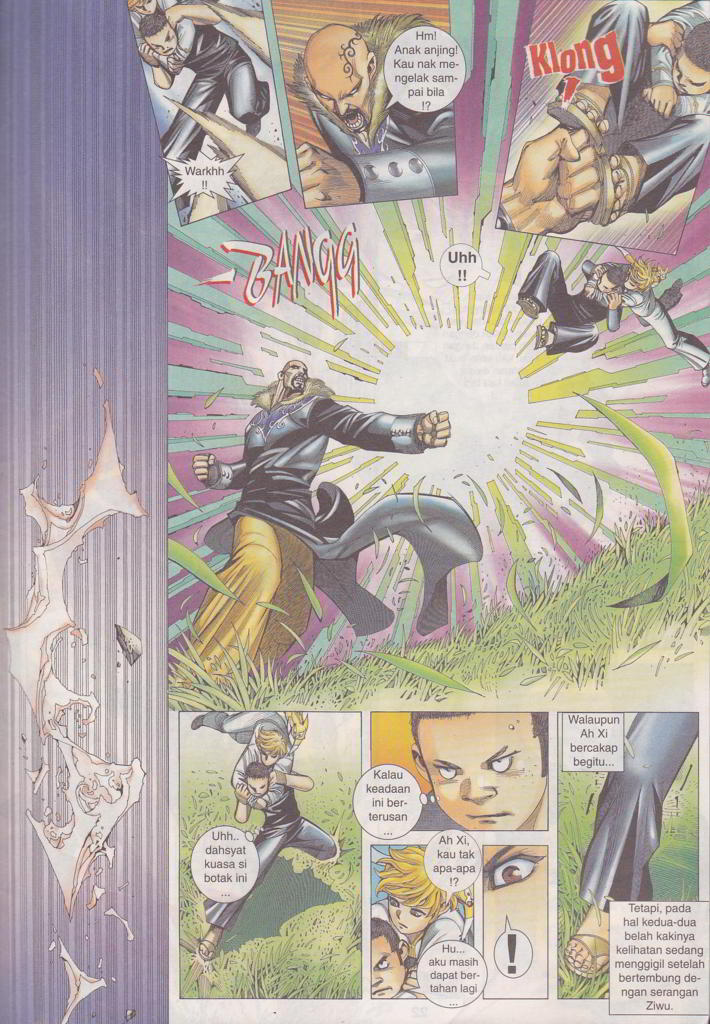 Warkhh
!!
Hm!
Anak anjing!
Kau nak me-
ngelak sam-
pai bila
!?
Klong
!
BANGG
Uhh
!!
Uhh..
dahsyat
kuasa si
botak ini
...
Kalau
keadaan
ini ber-
terusan
...
Ah Xi,
kau tak
apa-apa
!?
Hu...
aku masih
dapat ber-
tahan lagi
...
!
Walaupun
Ah Xi
bercakap
begitu...
Tetapi, pada
hal kedua-dua
belah kakinya
kelihatan sedang
menggigil setelah
bertembung de-
ngan serangan
Ziwu.